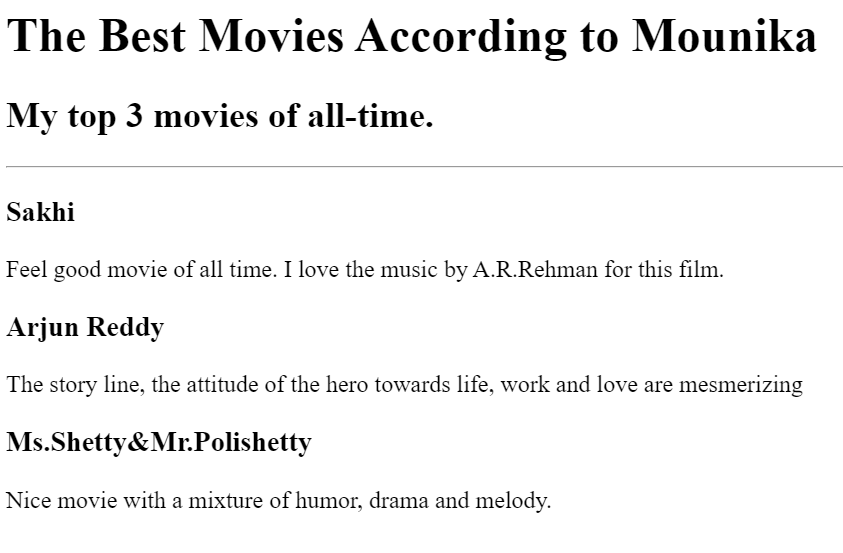 The Best Movies According to Mounika
My top 3 movies of all-time.
Sakhi
Feel good movie of all time. I love the music by A.R.Rehman for this film.
Arjun Reddy
The story line, the attitude of the hero towards life, work and love are mesmerizing
Ms.Shetty&Mr.Polishetty
Nice movie with a mixture of humor, drama and melody.